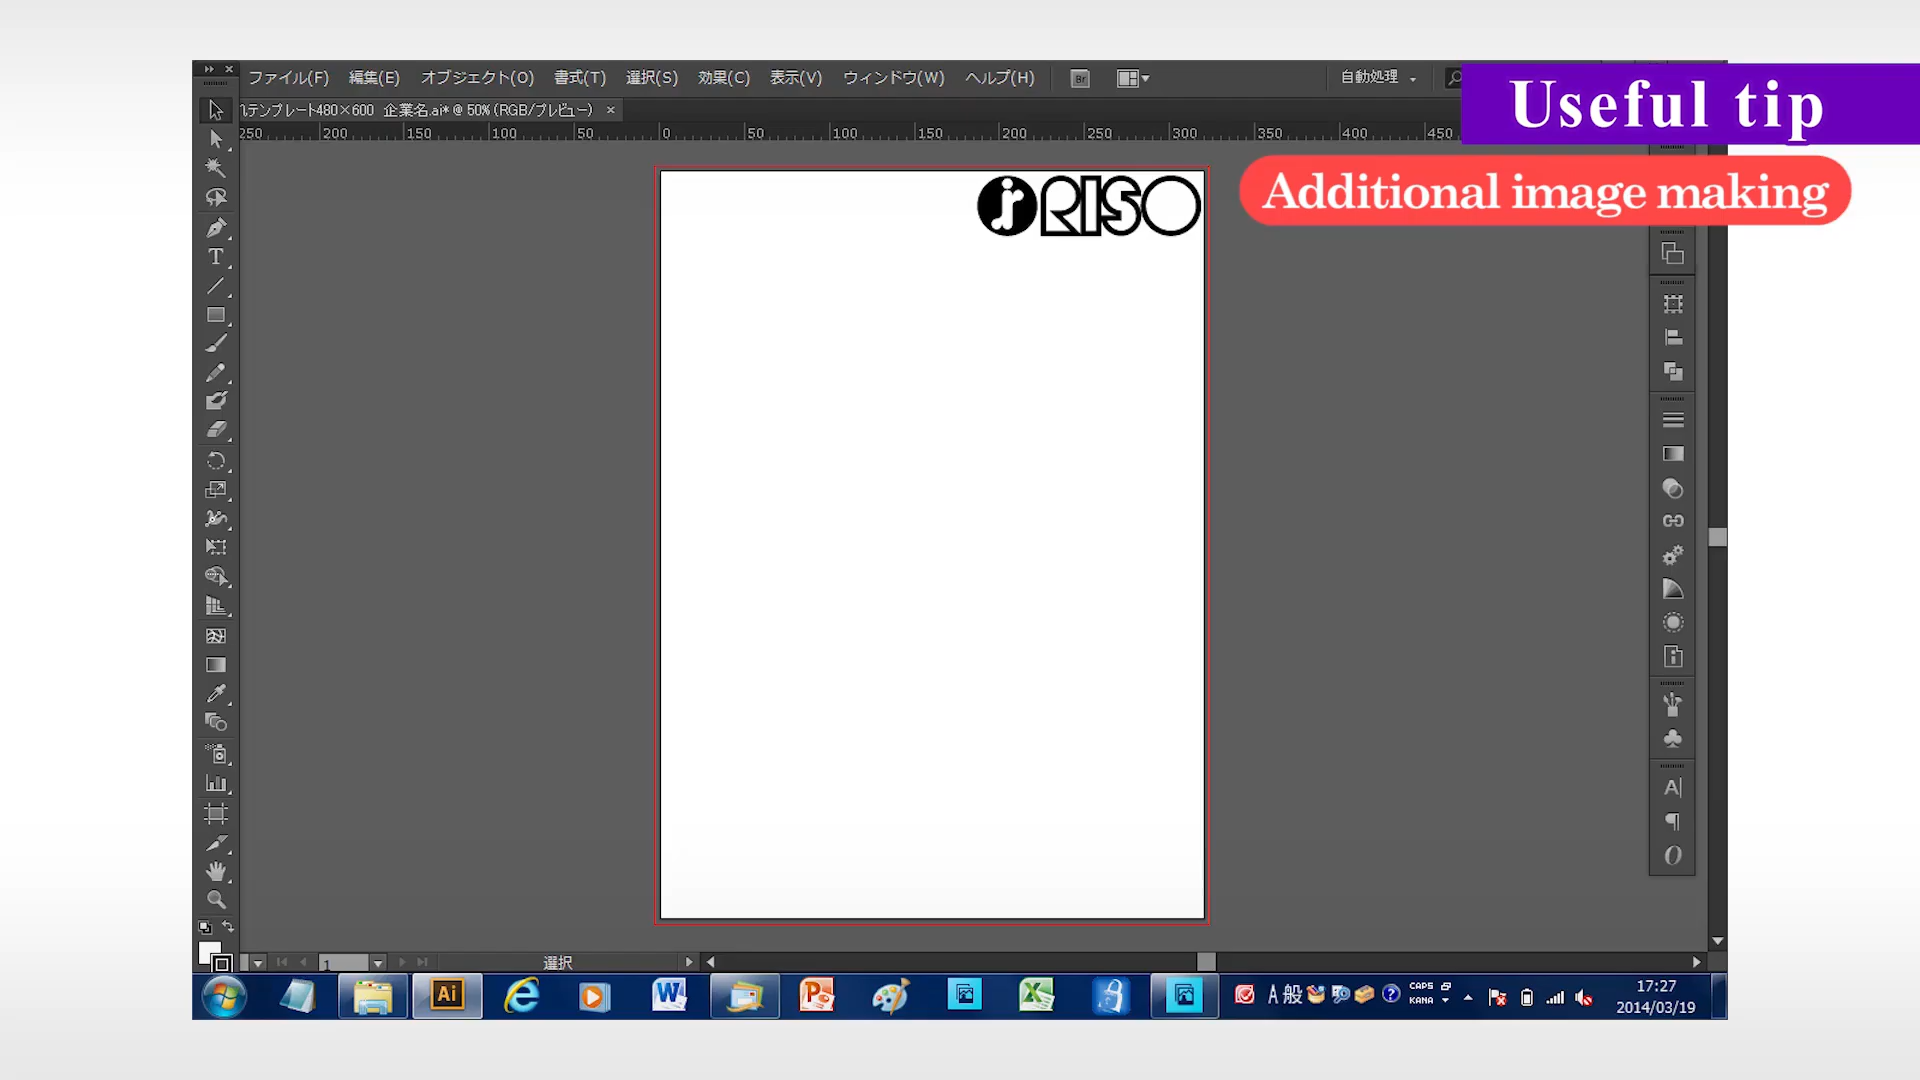 Useful tip
ファイル(F) 編集(E) オブジェクト(O) 書式(T) 選択(S) 効果(C) 表示(V) ウィンドウ(W) ヘルプ(H) Br 自動処理
テンプレート480×600 企業名.ai* @ 50% (RGB/プレビュー) ×
250 200 150 100 50 0 50 100 150 200 250 300 350 400 450
Additional image making
RISO
1 選択
Ai
A 般 CAPS KANA
17:27
2014/03/19